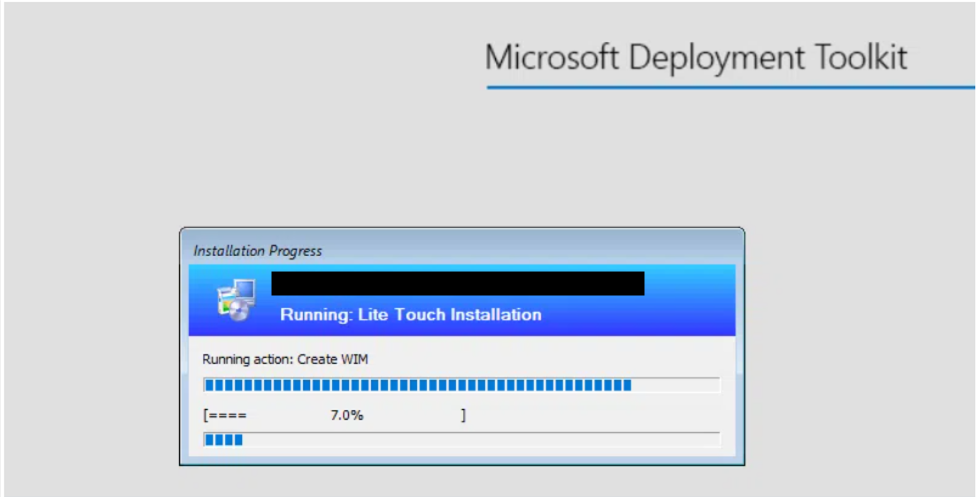 Microsoft Deployment Toolkit
Installation Progress
Running: Lite Touch Installation
Running action: Create WIM
[==== 7.0% ]